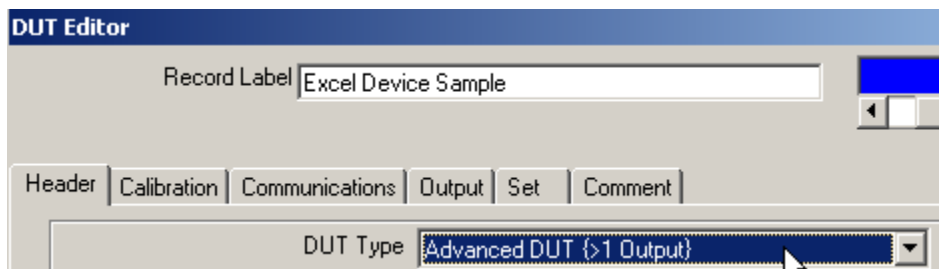 DUT Editor
Record Label Excel Device Sample
Header Calibration Communications Output Set Comment
DUT Type Advanced DUT {>1 Output}